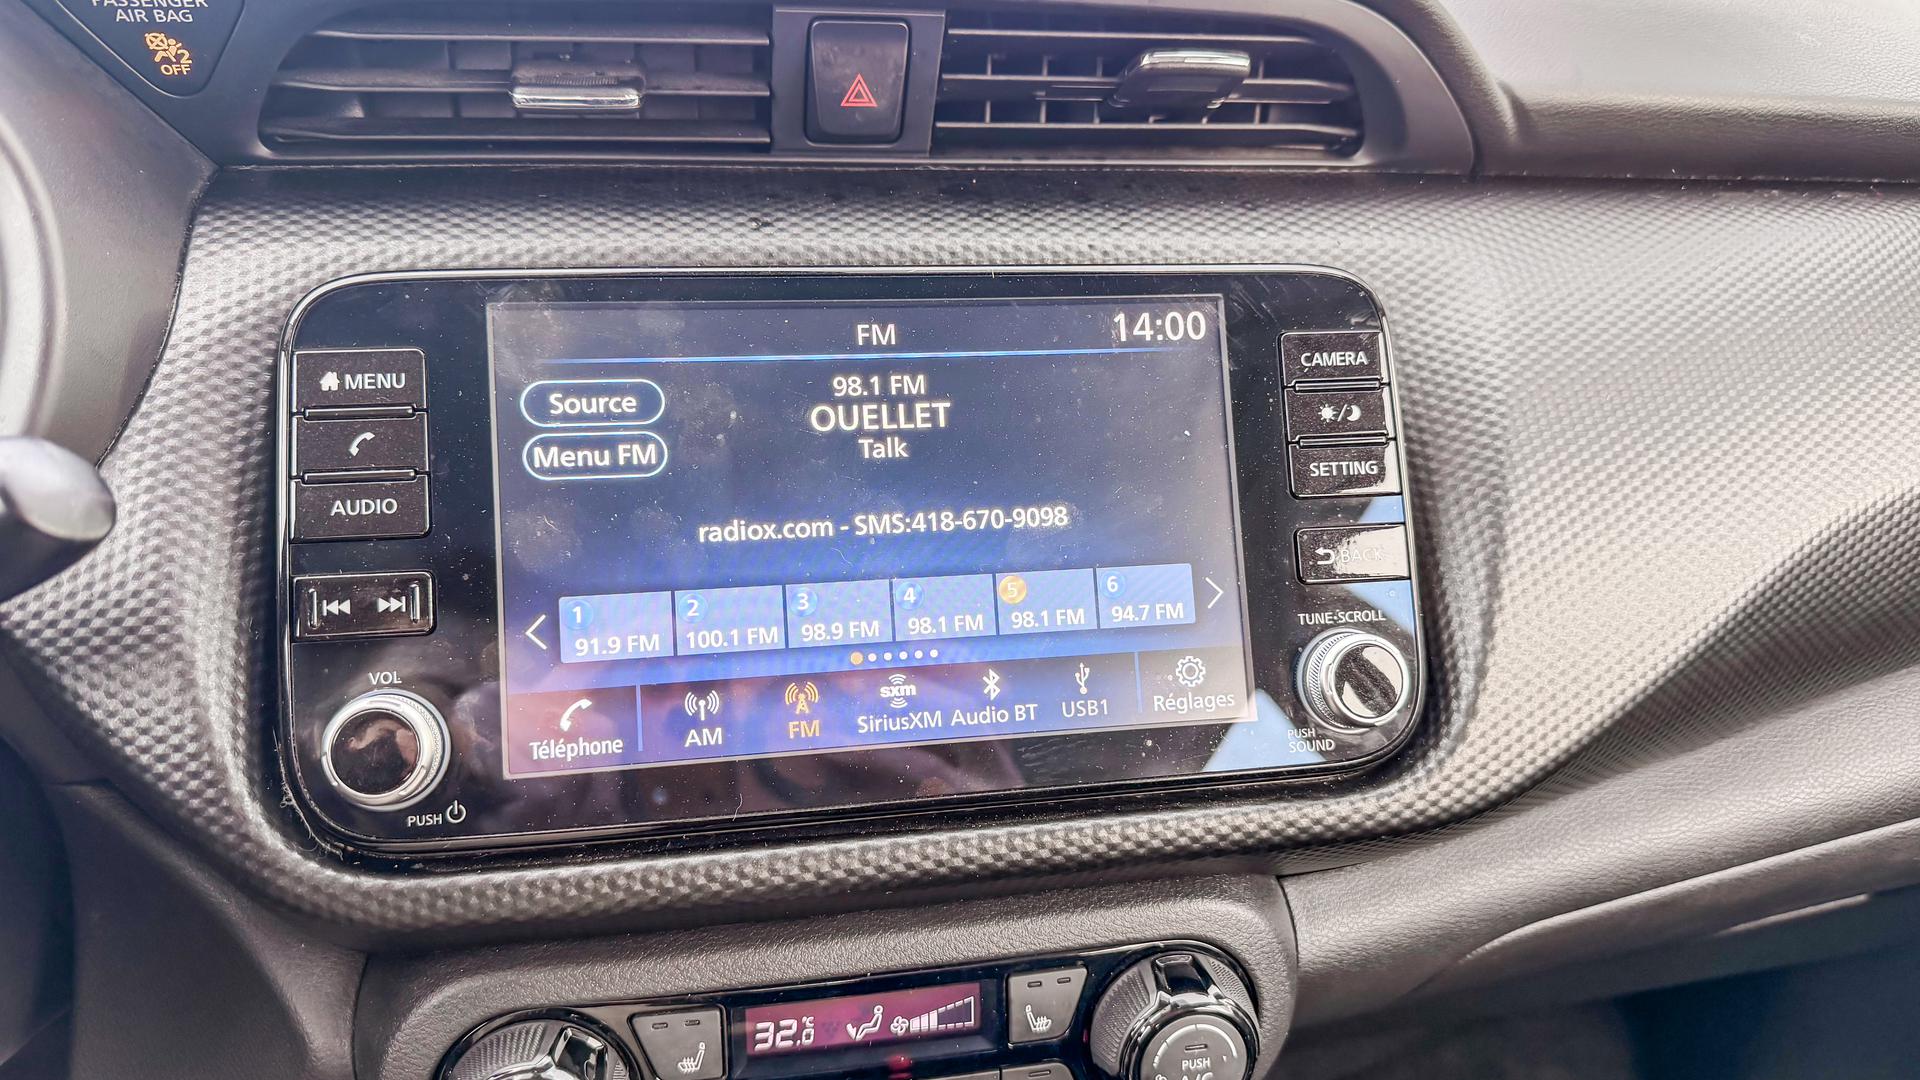 PASSENGER
AIR BAG
2
OFF
MENU
AUDIO
VOL
PUSH
FM
14:00
Source
Menu FM
98.1 FM
OUELLET
Talk
radiox.com - SMS:418-670-9098
1
91.9 FM
2
100.1 FM
3
98.9 FM
4
98.1 FM
5
98.1 FM
6
94.7 FM
Téléphone
AM
FM
sxm
SiriusXM
Audio BT
USB1
Réglages
CAMERA
SETTING
BACK
TUNE·SCROLL
PUSH
SOUND
32.0°C
PUSH
A/C